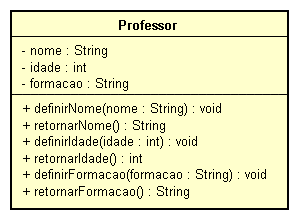 Professor
- nome : String
- idade : int
- formacao : String
+ definirNome(nome : String) : void
+ retornarNome() : String
+ definirIdade(idade : int) : void
+ retornarIdade() : int
+ definirFormacao(formacao : String) : void
+ retornarFormacao() : String